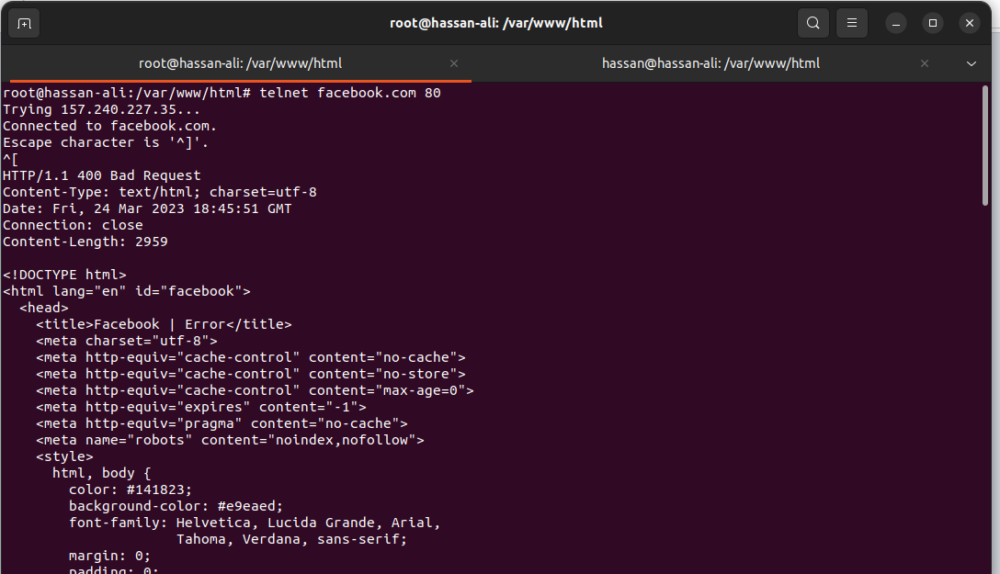 root@hassan-ali: /var/www/html
root@hassan-ali: /var/www/html
hassan@hassan-ali: /var/www/html
root@hassan-ali:/var/www/html# telnet facebook.com 80
Trying 157.240.227.35...
Connected to facebook.com.
Escape character is '^]'.
^[
HTTP/1.1 400 Bad Request
Content-Type: text/html; charset=utf-8
Date: Fri, 24 Mar 2023 18:45:51 GMT
Connection: close
Content-Length: 2959
<!DOCTYPE html>
<html lang="en" id="facebook">
  <head>
    <title>Facebook | Error</title>
    <meta charset="utf-8">
    <meta http-equiv="cache-control" content="no-cache">
    <meta http-equiv="cache-control" content="no-store">
    <meta http-equiv="cache-control" content="max-age=0">
    <meta http-equiv="expires" content="-1">
    <meta http-equiv="pragma" content="no-cache">
    <meta name="robots" content="noindex,nofollow">
    <style>
      html, body {
        color: #141823;
        background-color: #e9eaed;
        font-family: Helvetica, Lucida Grande, Arial,
                     Tahoma, Verdana, sans-serif;
        margin: 0;
        padding: 0;